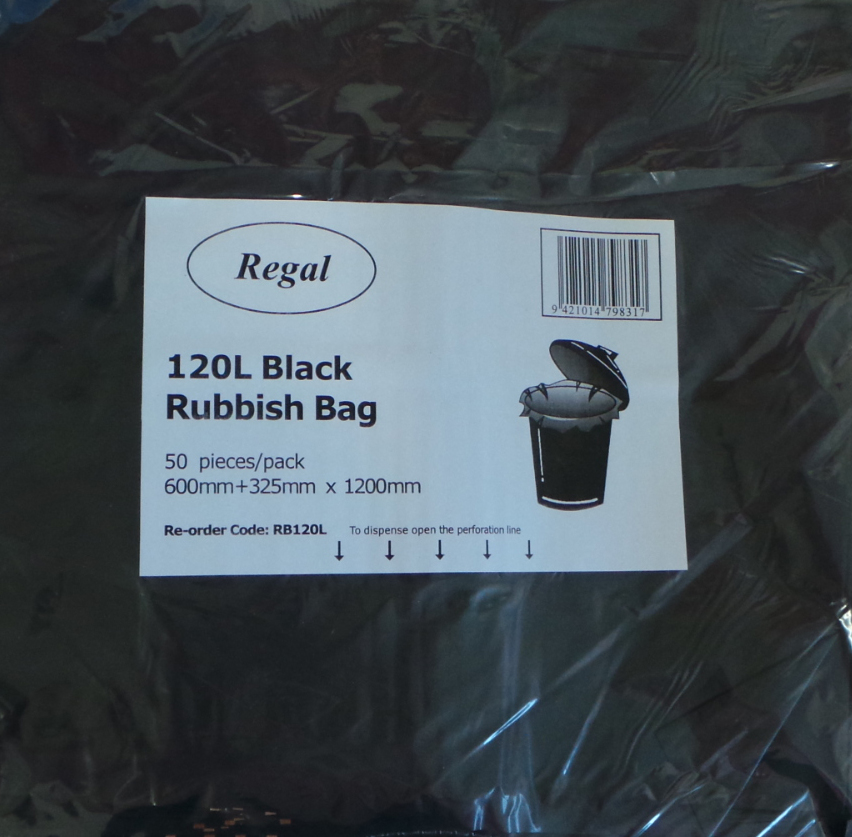 Regal
9 421014 798317
120L Black
Rubbish Bag
50 pieces/pack
600mm+325mm x 1200mm
Re-order Code: RB120L To dispense open the perforation line